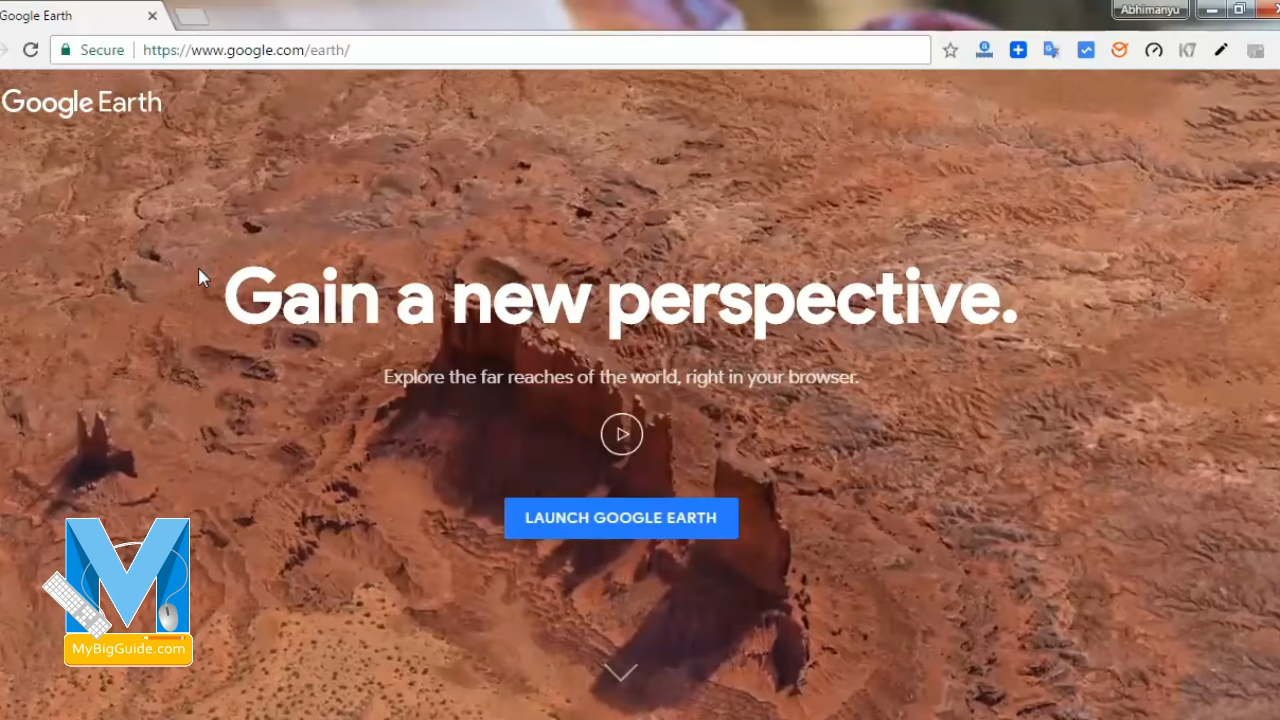 Google Earth
Abhimanyu
Secure
https://www.google.com/earth/
K7
Google Earth
Gain a new perspective.
Explore the far reaches of the world, right in your browser.
LAUNCH GOOGLE EARTH
M
MyBigGuide.com